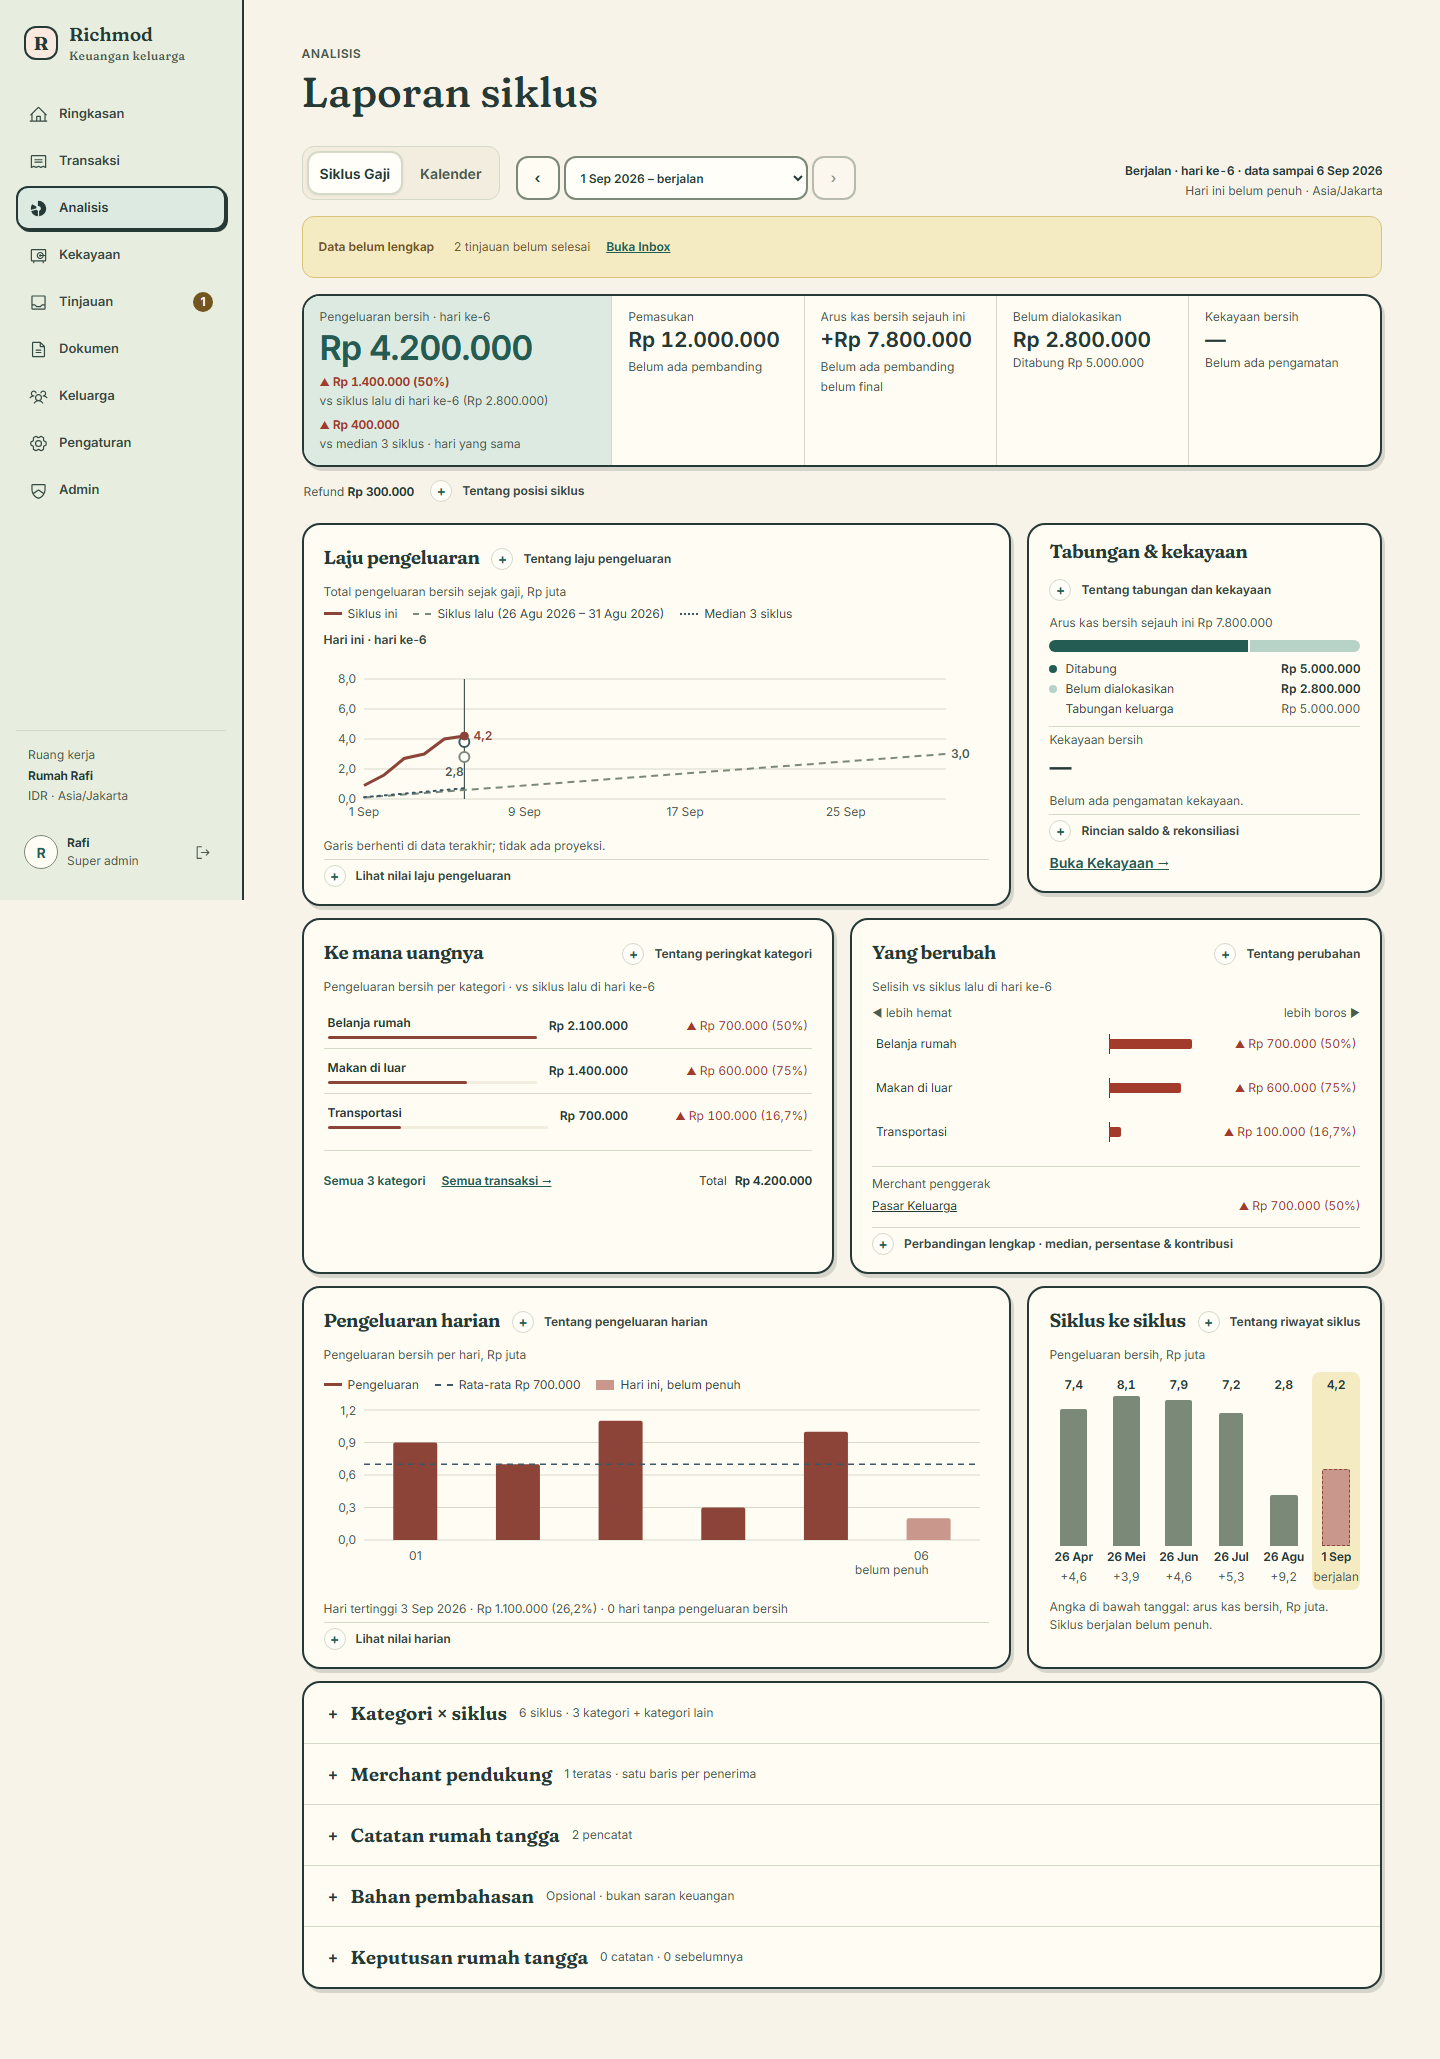 R
Richmod
Keuangan keluarga
Ringkasan
Transaksi
Analisis
Kekayaan
Tinjauan 1
Dokumen
Keluarga
Pengaturan
Admin
Ruang kerja
Rumah Rafi
IDR · Asia/Jakarta
R
Rafi
Super admin
ANALISIS
Laporan siklus
Siklus Gaji Kalender ‹ 1 Sep 2026 – berjalan ›
Berjalan · hari ke-6 · data sampai 6 Sep 2026
Hari ini belum penuh · Asia/Jakarta
Data belum lengkap 2 tinjauan belum selesai Buka Inbox
Pengeluaran bersih · hari ke-6
Rp 4.200.000
▲ Rp 1.400.000 (50%)
vs siklus lalu di hari ke-6 (Rp 2.800.000)
▲ Rp 400.000
vs median 3 siklus · hari yang sama
Pemasukan
Rp 12.000.000
Belum ada pembanding
Arus kas bersih sejauh ini
+Rp 7.800.000
Belum ada pembanding
belum final
Belum dialokasikan
Rp 2.800.000
Ditabung Rp 5.000.000
Kekayaan bersih
—
Belum ada pengamatan
Refund Rp 300.000 + Tentang posisi siklus
Laju pengeluaran + Tentang laju pengeluaran
Total pengeluaran bersih sejak gaji, Rp juta
Siklus ini Siklus lalu (26 Agu 2026 – 31 Agu 2026) Median 3 siklus
Hari ini · hari ke-6
8,0
6,0
4,0
2,0
0,0
4,2
2,8
3,0
1 Sep 9 Sep 17 Sep 25 Sep
Garis berhenti di data terakhir; tidak ada proyeksi.
+ Lihat nilai laju pengeluaran
Tabungan & kekayaan
+ Tentang tabungan dan kekayaan
Arus kas bersih sejauh ini Rp 7.800.000
Ditabung Rp 5.000.000
Belum dialokasikan Rp 2.800.000
Tabungan keluarga Rp 5.000.000
Kekayaan bersih
—
Belum ada pengamatan kekayaan.
+ Rincian saldo & rekonsiliasi
Buka Kekayaan →
Ke mana uangnya + Tentang peringkat kategori
Pengeluaran bersih per kategori · vs siklus lalu di hari ke-6
Belanja rumah Rp 2.100.000 ▲ Rp 700.000 (50%)
Makan di luar Rp 1.400.000 ▲ Rp 600.000 (75%)
Transportasi Rp 700.000 ▲ Rp 100.000 (16,7%)
Semua 3 kategori Semua transaksi → Total Rp 4.200.000
Yang berubah + Tentang perubahan
Selisih vs siklus lalu di hari ke-6
◀ lebih hemat lebih boros ▶
Belanja rumah ▲ Rp 700.000 (50%)
Makan di luar ▲ Rp 600.000 (75%)
Transportasi ▲ Rp 100.000 (16,7%)
Merchant penggerak
Pasar Keluarga ▲ Rp 700.000 (50%)
+ Perbandingan lengkap · median, persentase & kontribusi
Pengeluaran harian + Tentang pengeluaran harian
Pengeluaran bersih per hari, Rp juta
Pengeluaran Rata-rata Rp 700.000 Hari ini, belum penuh
1,2
0,9
0,6
0,3
0,0
01 06
belum penuh
Hari tertinggi 3 Sep 2026 · Rp 1.100.000 (26,2%) · 0 hari tanpa pengeluaran bersih
+ Lihat nilai harian
Siklus ke siklus + Tentang riwayat siklus
Pengeluaran bersih, Rp juta
7,4 8,1 7,9 7,2 2,8 4,2
26 Apr 26 Mei 26 Jun 26 Jul 26 Agu 1 Sep
+4,6 +3,9 +4,6 +5,3 +9,2 berjalan
Angka di bawah tanggal: arus kas bersih, Rp juta.
Siklus berjalan belum penuh.
+ Kategori × siklus 6 siklus · 3 kategori + kategori lain
+ Merchant pendukung 1 teratas · satu baris per penerima
+ Catatan rumah tangga 2 pencatat
+ Bahan pembahasan Opsional · bukan saran keuangan
+ Keputusan rumah tangga 0 catatan · 0 sebelumnya